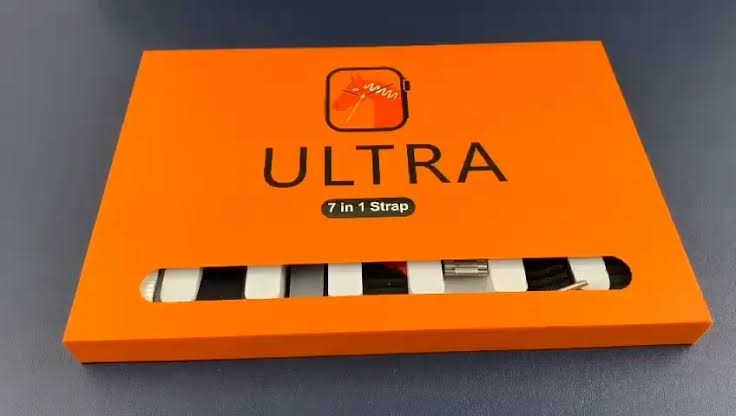 ULTRA
7 in 1 Strap